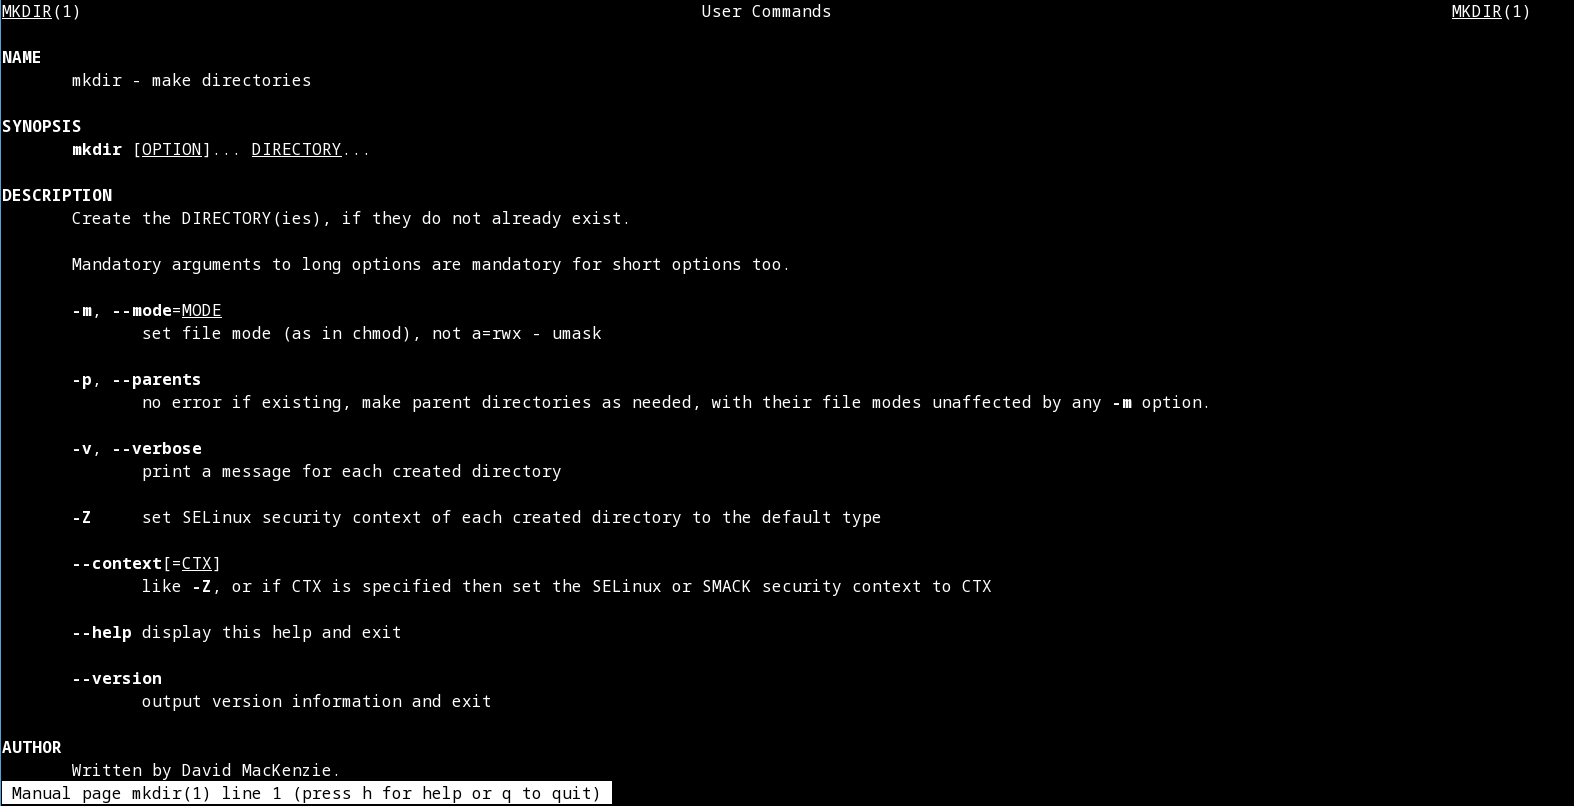 MKDIR(1) User Commands MKDIR(1)
NAME
mkdir - make directories
SYNOPSIS
mkdir [OPTION]... DIRECTORY...
DESCRIPTION
Create the DIRECTORY(ies), if they do not already exist.
Mandatory arguments to long options are mandatory for short options too.
-m, --mode=MODE
set file mode (as in chmod), not a=rwx - umask
-p, --parents
no error if existing, make parent directories as needed, with their file modes unaffected by any -m option.
-v, --verbose
print a message for each created directory
-Z set SELinux security context of each created directory to the default type
--context[=CTX]
like -Z, or if CTX is specified then set the SELinux or SMACK security context to CTX
--help display this help and exit
--version
output version information and exit
AUTHOR
Written by David MacKenzie.
Manual page mkdir(1) line 1 (press h for help or q to quit)